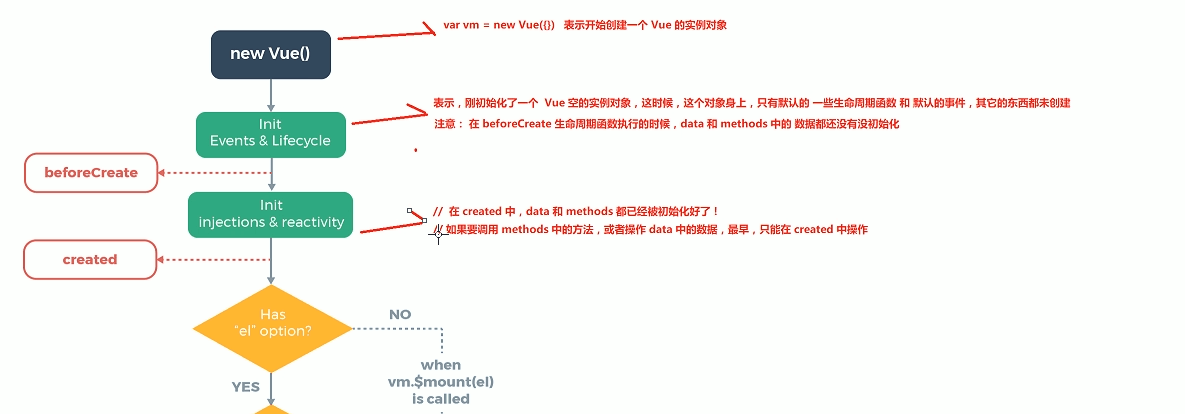 var vm = new Vue({}) 表示开始创建一个 Vue 的实例对象
new Vue()
表示，刚初始化了一个 Vue 空的实例对象，这时候，这个对象身上，只有默认的 一些生命周期函数 和 默认的事件，其它的东西都未创建
注意： 在 beforeCreate 生命周期函数执行的时候，data 和 methods 中的 数据都还没有没初始化
Init
Events & Lifecycle
beforeCreate
Init
injections & reactivity
// 在 created 中，data 和 methods 都已经被初始化好了！
// 如果要调用 methods 中的方法，或者操作 data 中的数据，最早，只能在 created 中操作
created
Has
“el” option?
NO
YES
when
vm.$mount(el)
is called